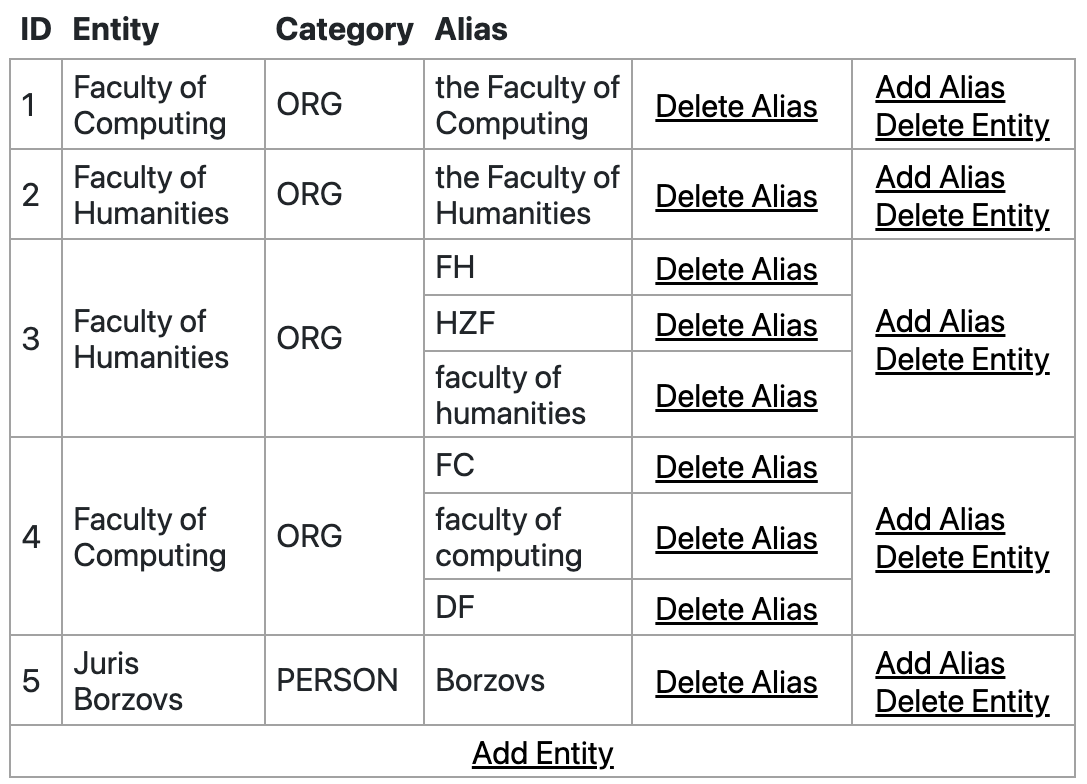 ID Entity Category Alias
1 Faculty of Computing ORG the Faculty of Computing Delete Alias Add Alias Delete Entity
2 Faculty of Humanities ORG the Faculty of Humanities Delete Alias Add Alias Delete Entity
3 Faculty of Humanities ORG FH Delete Alias Add Alias Delete Entity
HZF Delete Alias
faculty of humanities Delete Alias
4 Faculty of Computing ORG FC Delete Alias Add Alias Delete Entity
faculty of computing Delete Alias
DF Delete Alias
5 Juris Borzovs PERSON Borzovs Delete Alias Add Alias Delete Entity
Add Entity